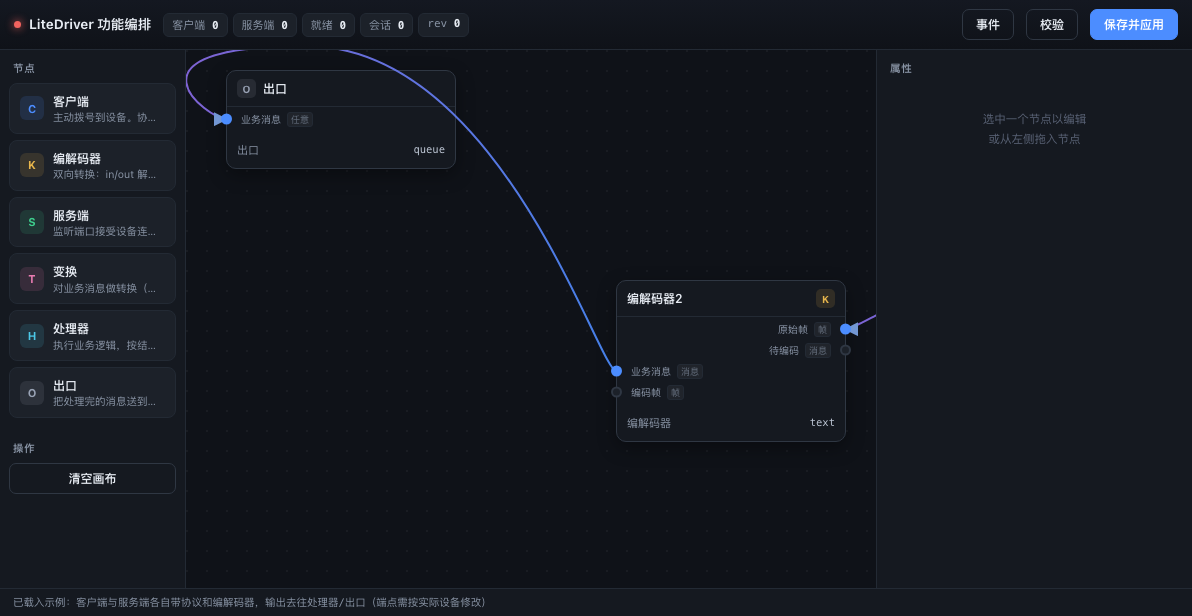 LiteDriver 功能编排
客户端 0
服务端 0
就绪 0
会话 0
rev 0
事件
校验
保存并应用
节点
C
客户端
主动拨号到设备。协…
K
编解码器
双向转换: in/out 解…
S
服务端
监听端口接受设备连…
T
变换
对业务消息做转换 (…
H
处理器
执行业务逻辑, 按结…
O
出口
把处理完的消息送到…
操作
清空画布
O 出口
业务消息 任意
出口 queue
编解码器2 K
原始帧 帧
待编码 消息
业务消息 消息
编码帧 帧
编解码器 text
属性
选中一个节点以编辑
或从左侧拖入节点
已载入示例: 客户端与服务端各自带协议和编解码器, 输出去往处理器/出口 (端点需按实际设备修改)